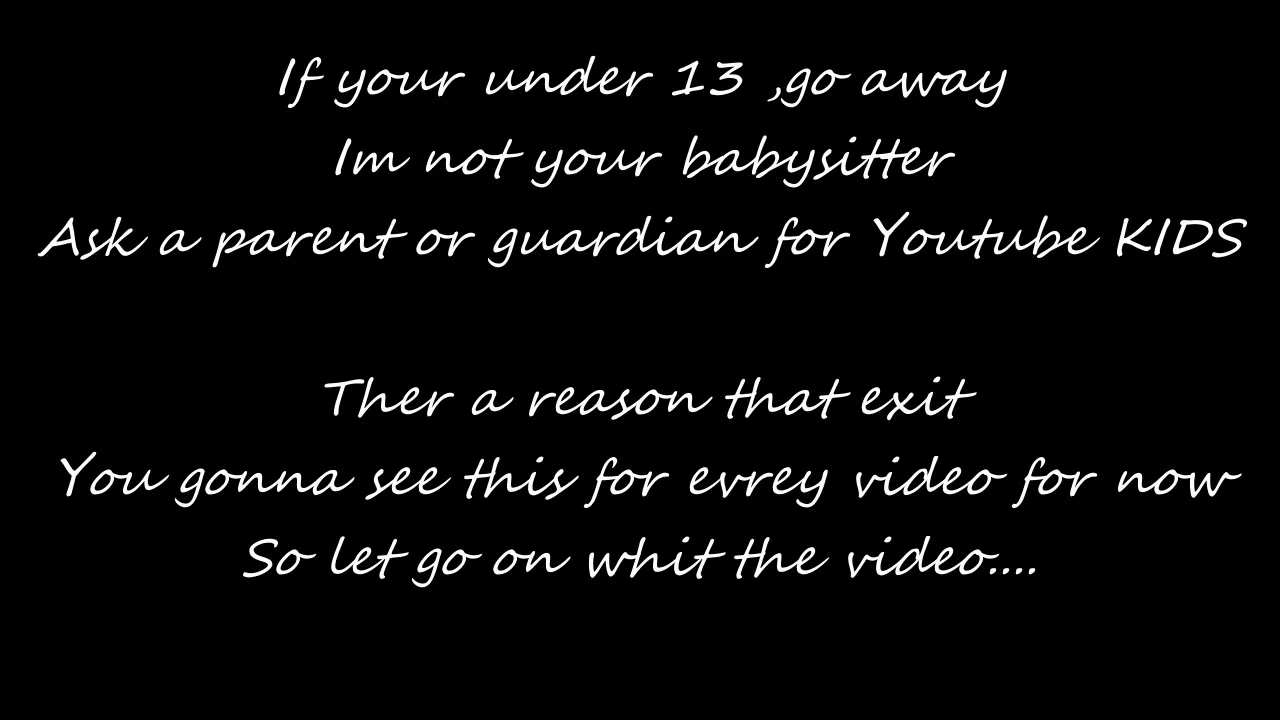 If your under 13 ,go away
Im not your babysitter
Ask a parent or guardian for Youtube KIDS
Ther a reason that exit
You gonna see this for evrey video for now
So let go on whit the video....